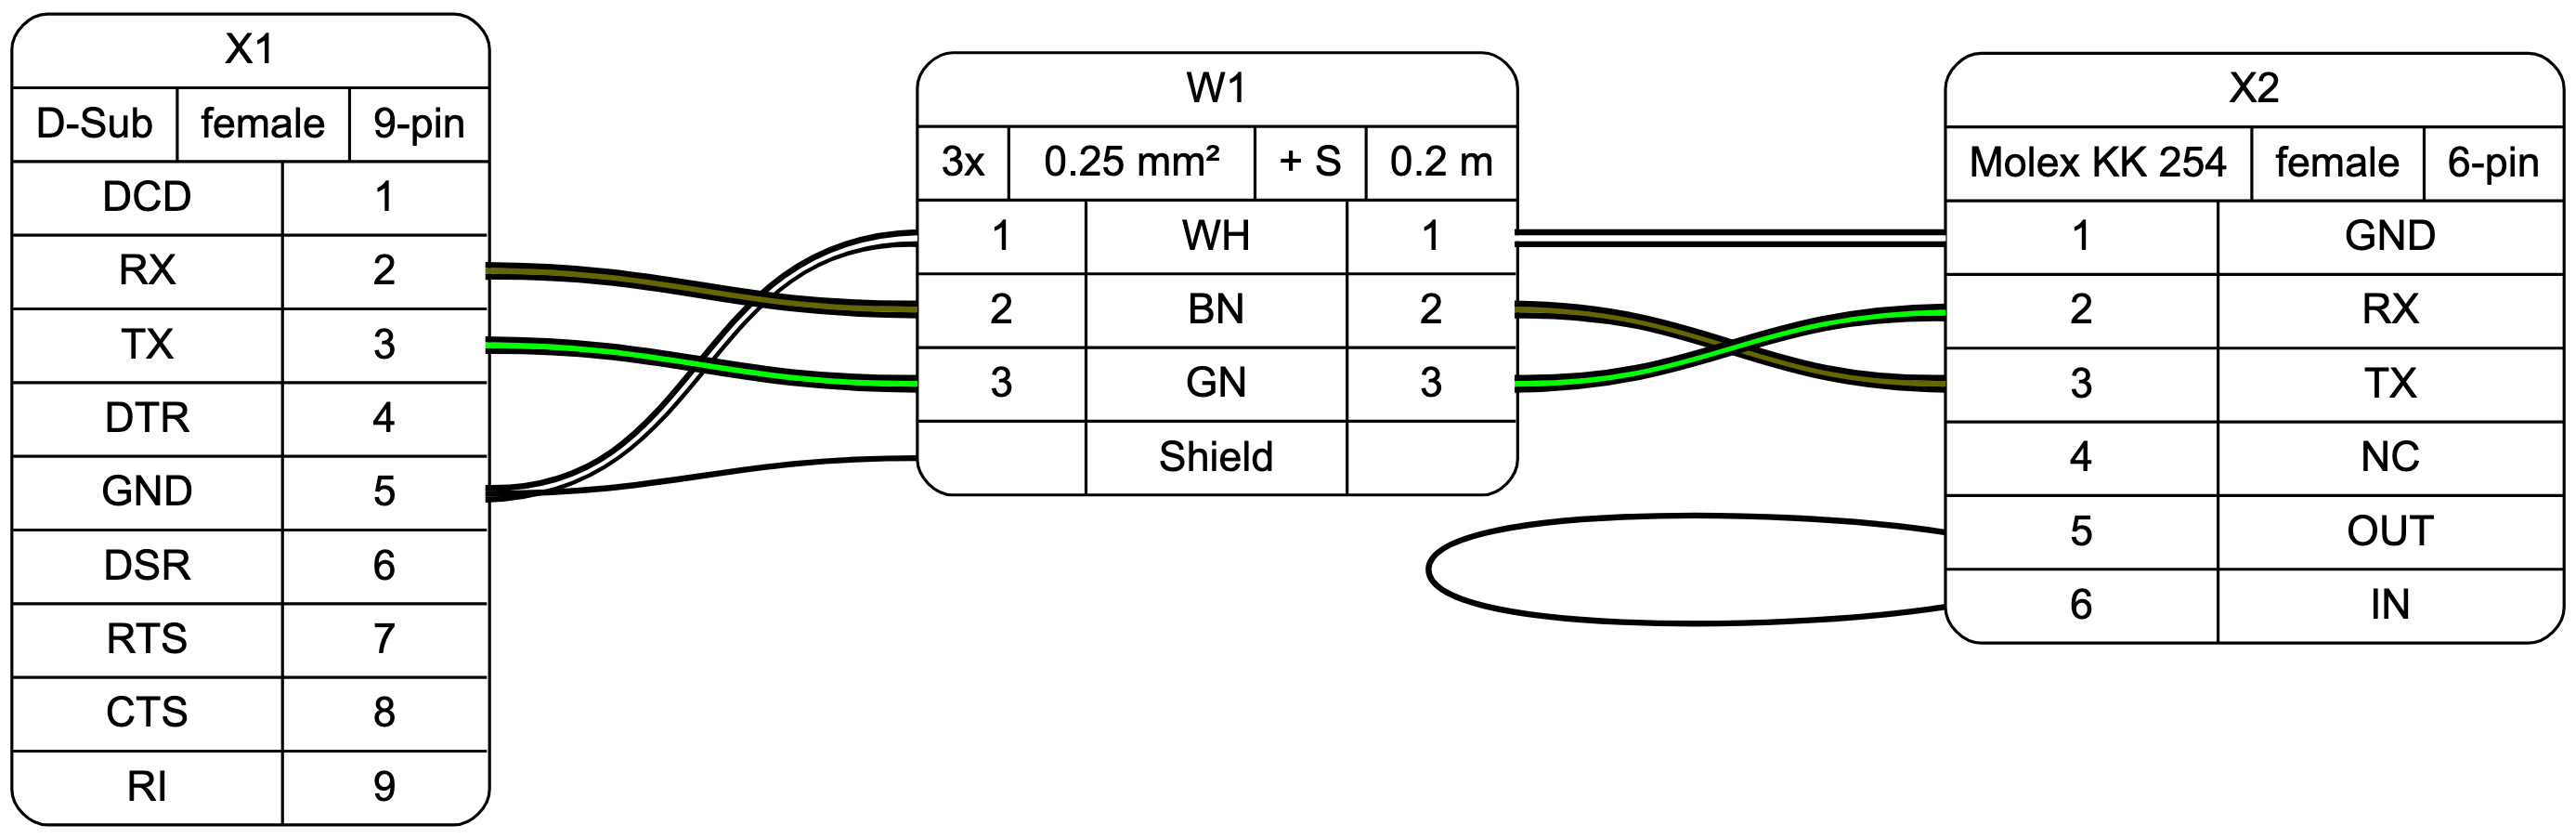 X1
D-Sub female 9-pin
DCD 1
RX 2
TX 3
DTR 4
GND 5
DSR 6
RTS 7
CTS 8
RI 9
W1
3x 0.25 mm² + S 0.2 m
1 WH 1
2 BN 2
3 GN 3
Shield
X2
Molex KK 254 female 6-pin
1 GND
2 RX
3 TX
4 NC
5 OUT
6 IN